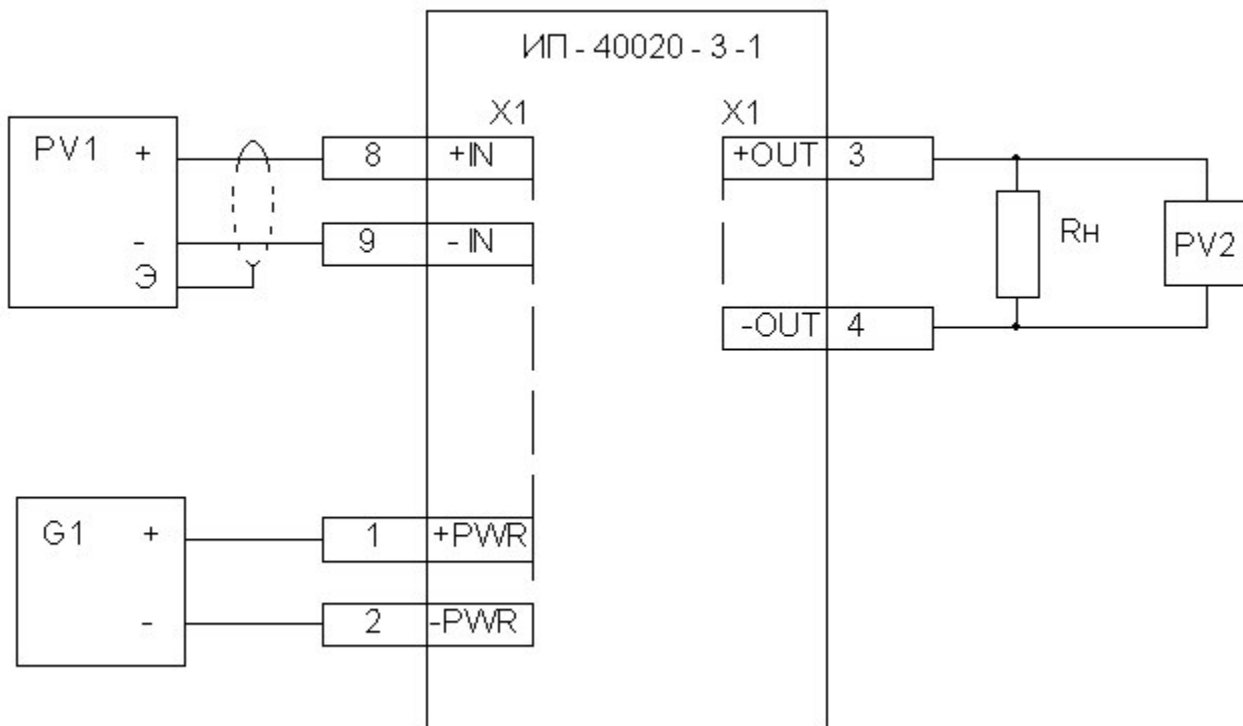 ИП - 40020 - 3 -1
X1 X1
PV1 + 8 +IN +OUT 3
- 9 - IN Rн PV2
Э
-OUT 4
G1 + 1 +PWR
- 2 -PWR